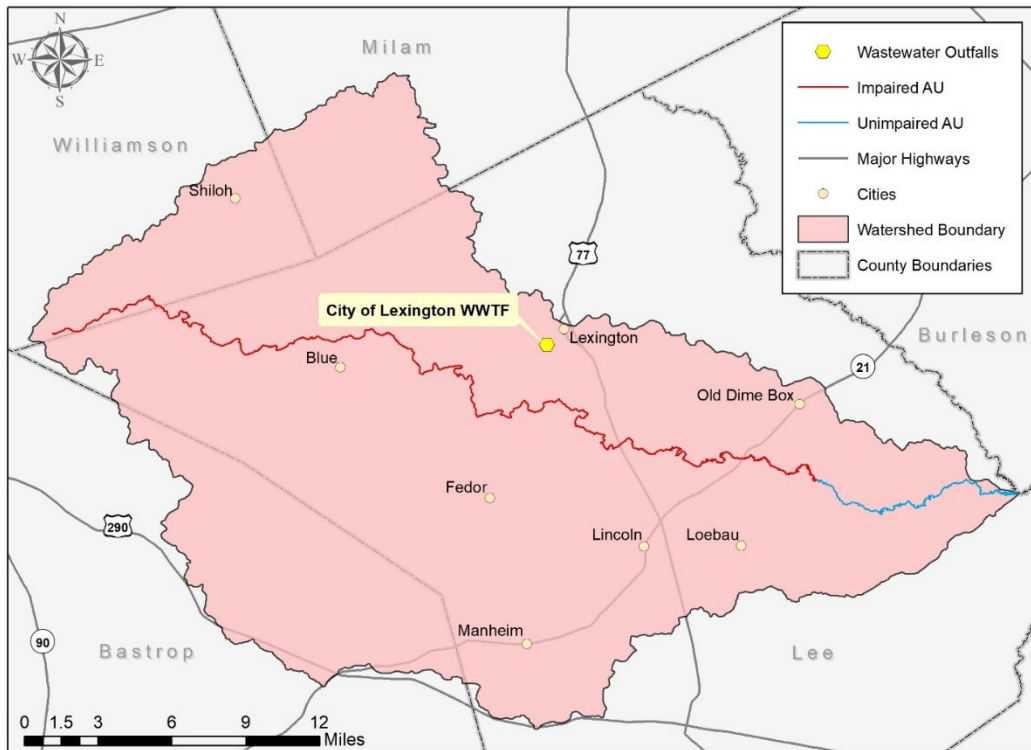 N
W E
S
Milam
Williamson
Shiloh
77
City of Lexington WWTF
Lexington
Blue
Burleson
21
Old Dime Box
Fedor
290
Lincoln
Loebau
Manheim
90
Bastrop
Lee
0 1.5 3 6 9 12
Miles
Wastewater Outfalls
Impaired AU
Unimpaired AU
Major Highways
Cities
Watershed Boundary
County Boundaries